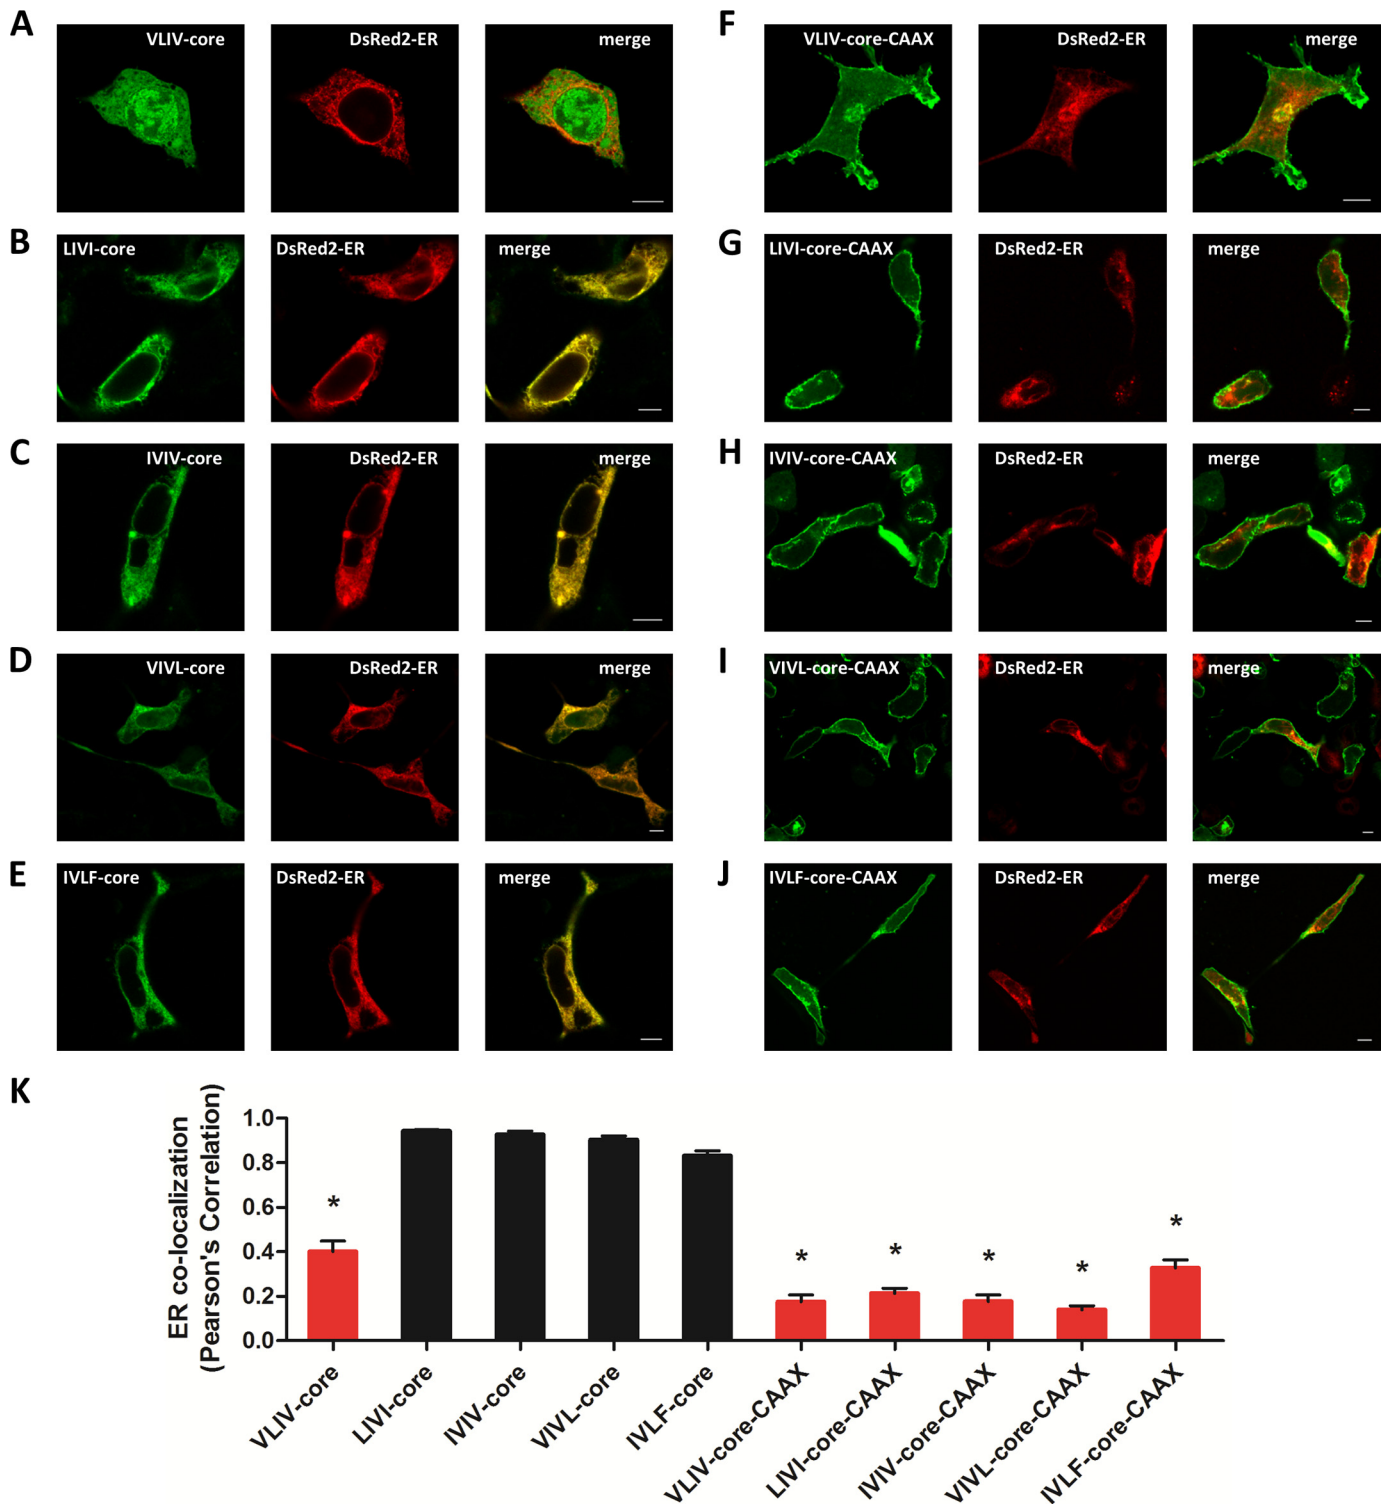 A
VLIV-core DsRed2-ER merge
F
VLIV-core-CAAX DsRed2-ER merge
B
LIVI-core DsRed2-ER merge
G
LIVI-core-CAAX DsRed2-ER merge
C
IVIV-core DsRed2-ER merge
H
IVIV-core-CAAX DsRed2-ER merge
D
VIVL-core DsRed2-ER merge
I
VIVL-core-CAAX DsRed2-ER merge
E
IVLF-core DsRed2-ER merge
J
IVLF-core-CAAX DsRed2-ER merge
K
ER co-localization
(Pearson's Correlation)
1.0
0.8
0.6
0.4
0.2
0.0
* * * * * *
VLIV-core
LIVI-core
IVIV-core
VIVL-core
IVLF-core
VLIV-core-CAAX
LIVI-core-CAAX
IVIV-core-CAAX
VIVL-core-CAAX
IVLF-core-CAAX